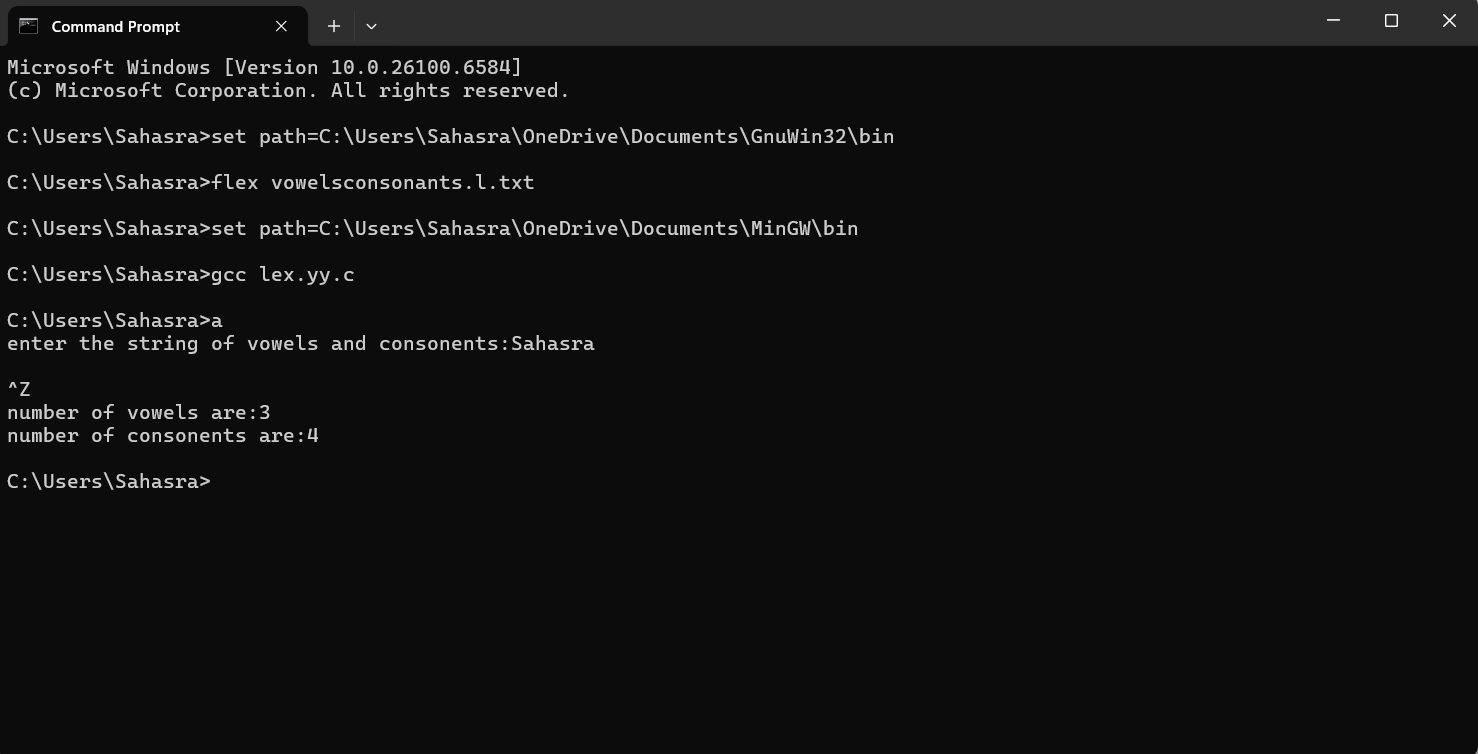 Command Prompt
Microsoft Windows [Version 10.0.26100.6584]
(c) Microsoft Corporation. All rights reserved.
C:\Users\Sahasra>set path=C:\Users\Sahasra\OneDrive\Documents\GnuWin32\bin
C:\Users\Sahasra>flex vowelsconsonants.l.txt
C:\Users\Sahasra>set path=C:\Users\Sahasra\OneDrive\Documents\MinGW\bin
C:\Users\Sahasra>gcc lex.yy.c
C:\Users\Sahasra>a
enter the string of vowels and consonents:Sahasra
^Z
number of vowels are:3
number of consonents are:4
C:\Users\Sahasra>